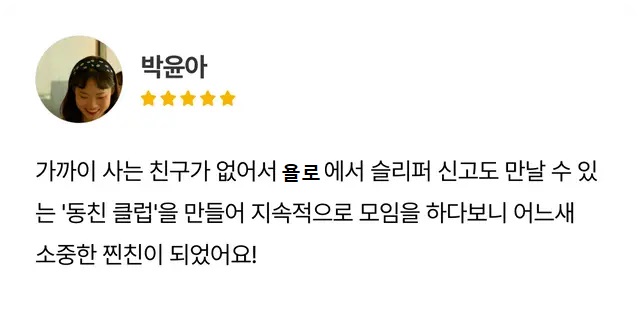 박윤아
가까이 사는 친구가 없어서 욜로에서 슬리퍼 신고도 만날 수 있
는 '동친 클럽'을 만들어 지속적으로 모임을 하다보니 어느새
소중한 찐친이 되었어요!